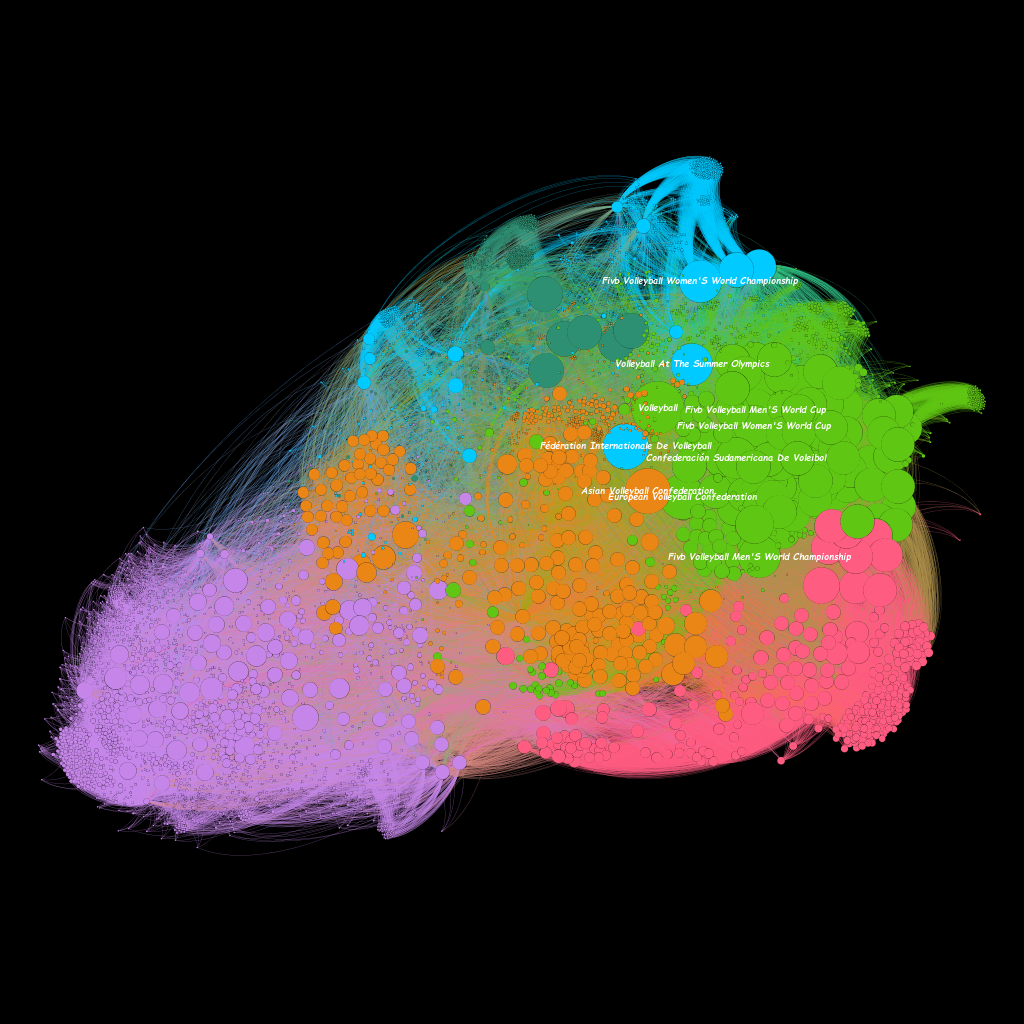 Fivb Volleyball Women'S World Championship
Volleyball At The Summer Olympics
Volleyball
Fivb Volleyball Men'S World Cup
Fivb Volleyball Women'S World Cup
Fédération Internationale De Volleyball
Confederación Sudamericana De Voleibol
Asian Volleyball Confederation
European Volleyball Confederation
Fivb Volleyball Men'S World Championship